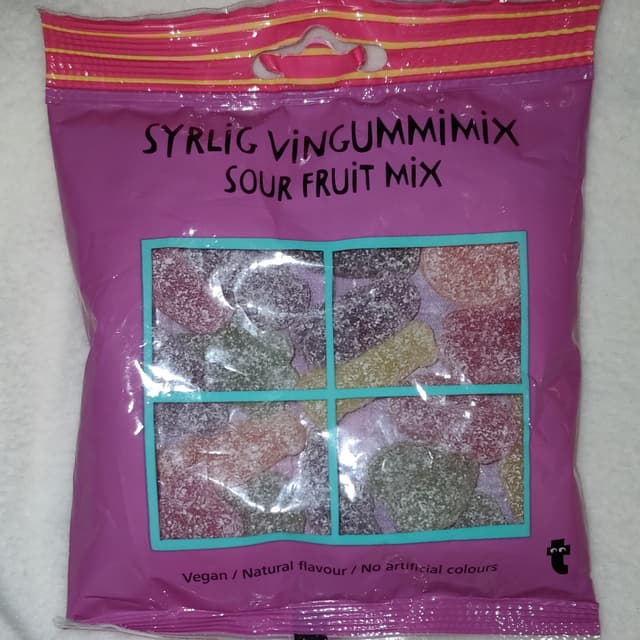 SYRLIG VINGUMMIMIX
SOUR FRUIT MIX
Vegan / Natural flavour / No artificial colours
t